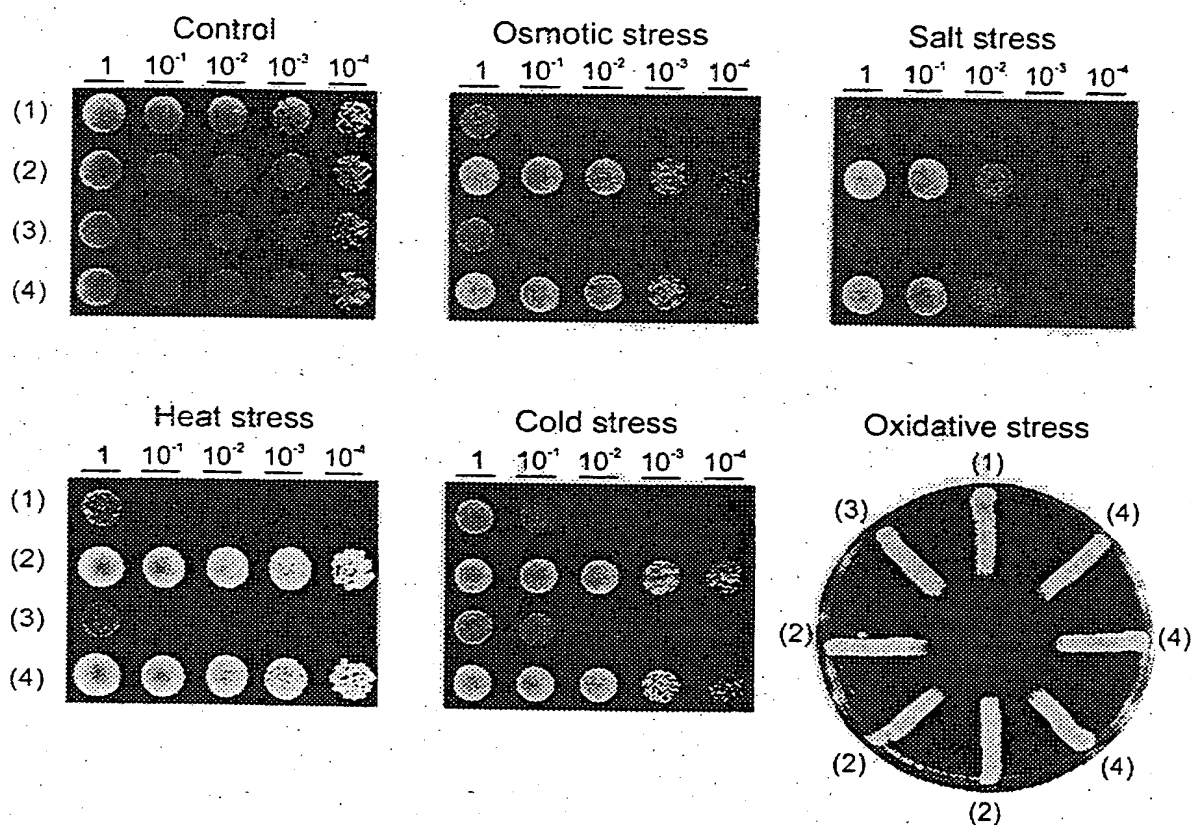 Control
Osmotic stress
Salt stress
1 10⁻¹ 10⁻² 10⁻³ 10⁻⁴
1 10⁻¹ 10⁻² 10⁻³ 10⁻⁴
1 10⁻¹ 10⁻² 10⁻³ 10⁻⁴
(1)
(2)
(3)
(4)
Heat stress
Cold stress
Oxidative stress
1 10⁻¹ 10⁻² 10⁻³ 10⁻⁴
1 10⁻¹ 10⁻² 10⁻³ 10⁻⁴
(1)
(2)
(3)
(4)
(1)
(3)
(4)
(2)
(4)
(2)
(4)
(2)